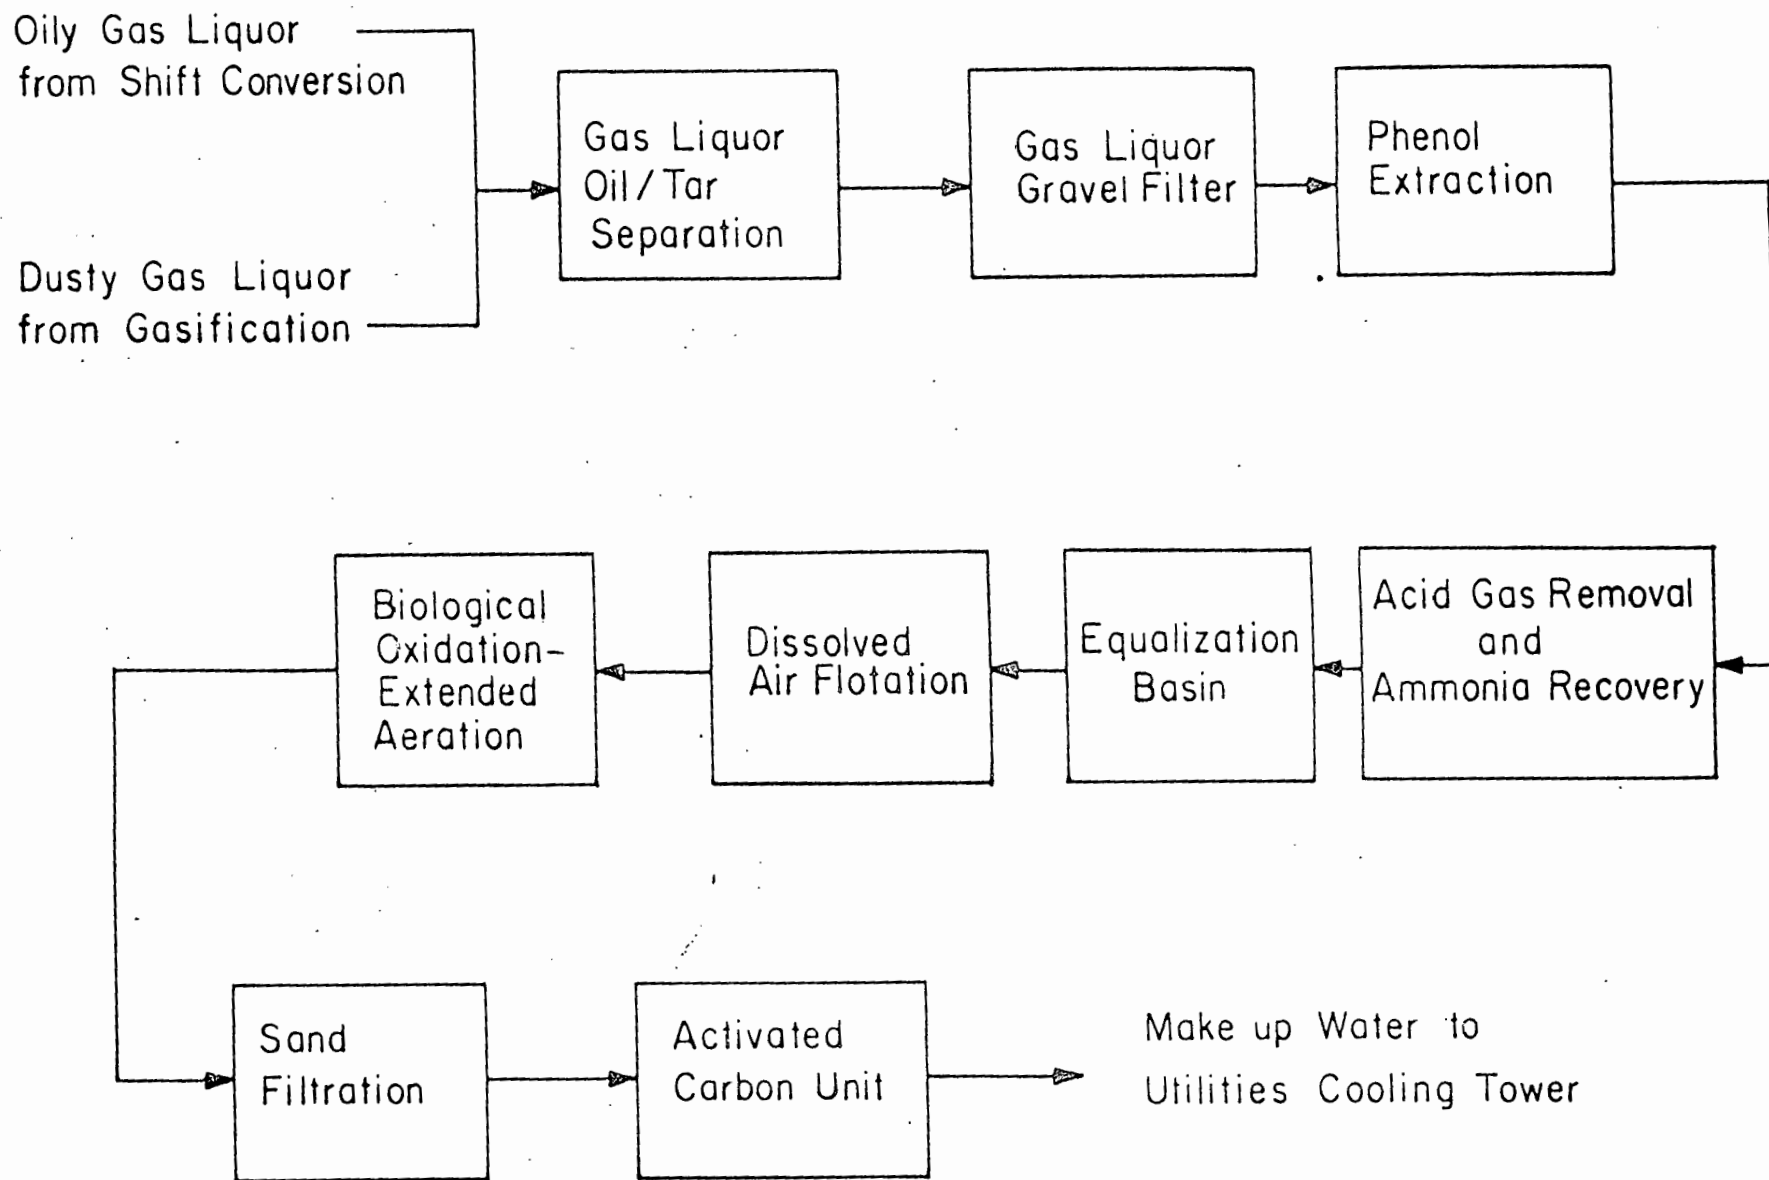 Oily Gas Liquor
from Shift Conversion
Dusty Gas Liquor
from Gasification
Gas Liquor
Oil/Tar
Separation
Gas Liquor
Gravel Filter
Phenol
Extraction
Acid Gas Removal
and
Ammonia Recovery
Equalization
Basin
Dissolved
Air Flotation
Biological
Oxidation-
Extended
Aeration
Sand
Filtration
Activated
Carbon Unit
Make up Water to
Utilities Cooling Tower